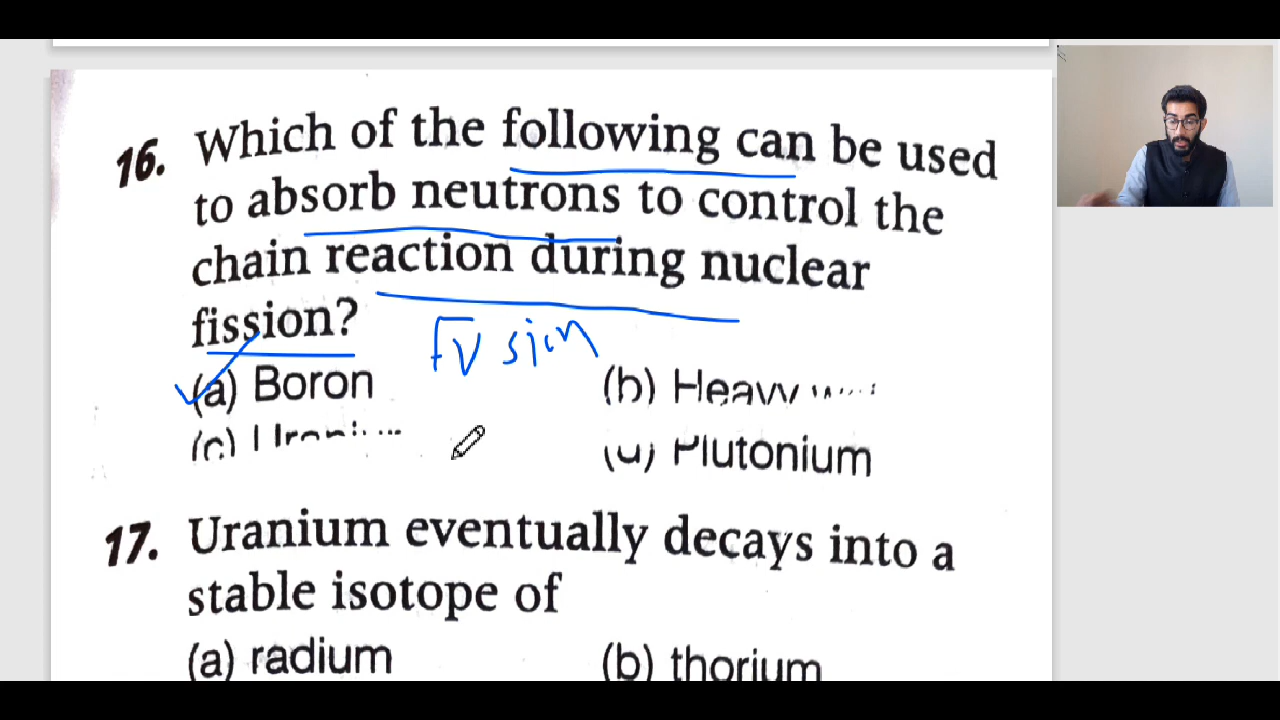 16. Which of the following can be used
to absorb neutrons to control the
chain reaction during nuclear
fission?
Fusion
(a) Boron
(b) Heavy
(c)
(d) Plutonium
17. Uranium eventually decays into a
stable isotope of
(a) radium
(b) thorium